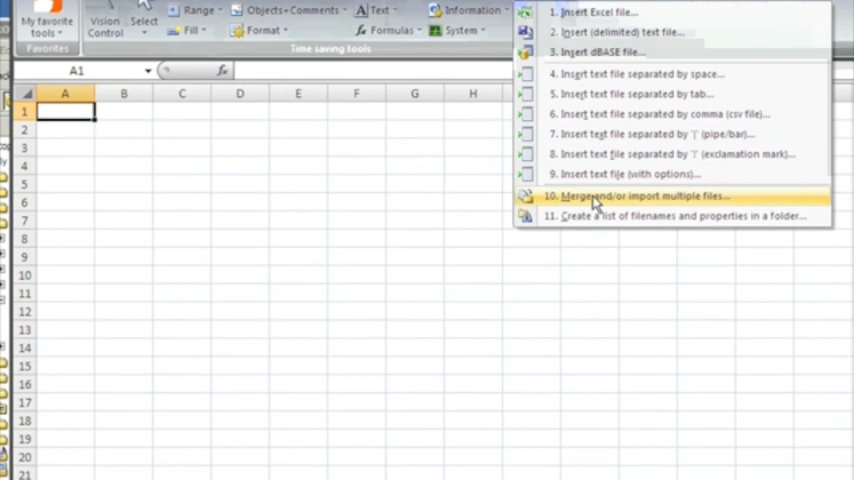 My favorite
tools
Favorites
Vision
Control
Select
Range
Fill
Objects+Comments
Format
Text
Formulas
Information
System
Time saving tools
A1
fx
A B C D E F G H
1
2
3
4
5
6
7
8
9
10
11
12
13
14
15
16
17
18
19
20
21
1. Insert Excel file...
2. Insert (delimited) text file...
3. Insert dBASE file...
4. Insert text file separated by space...
5. Insert text file separated by tab...
6. Insert text file separated by comma (csv file)...
7. Insert text file separated by '|' (pipe/bar)...
8. Insert text file separated by '!' (exclamation mark)...
9. Insert text file (with options)...
10. Merge and/or import multiple files...
11. Create a list of filenames and properties in a folder...